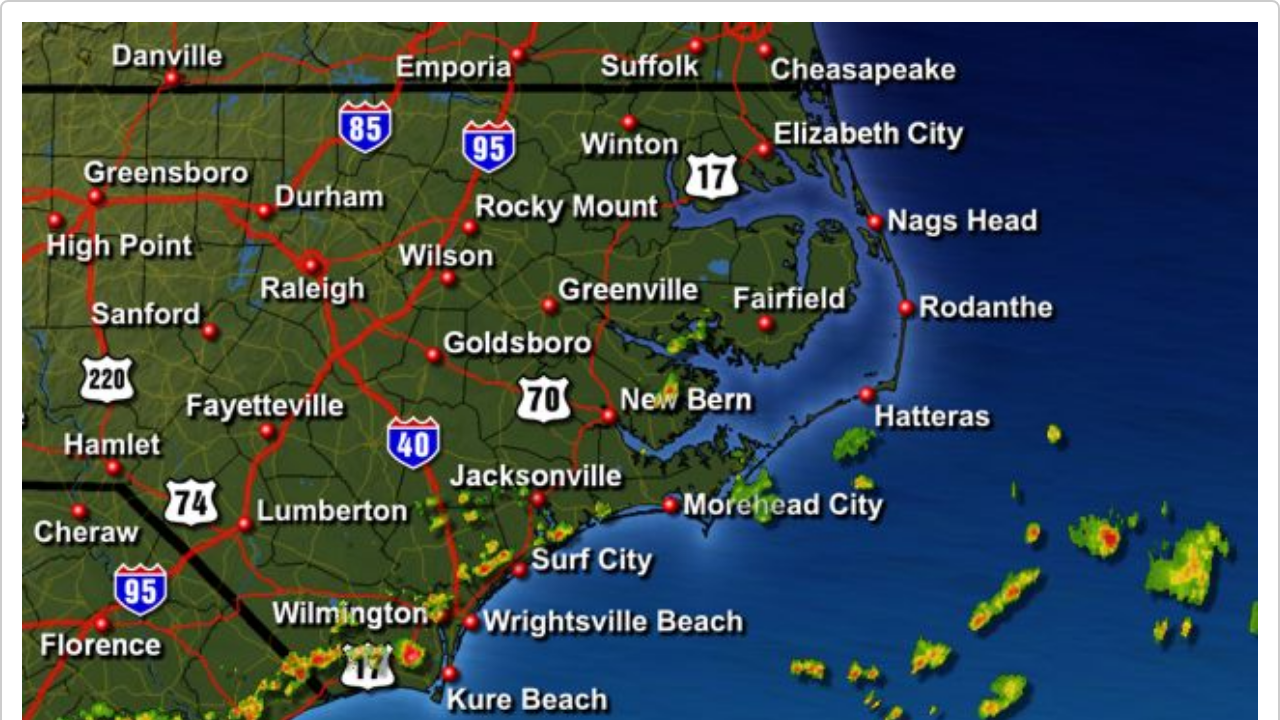 Danville
Emporia
Suffolk
Cheasapeake
85
95
Winton
Elizabeth City
17
Greensboro
Durham
Rocky Mount
Nags Head
High Point
Wilson
Raleigh
Greenville
Fairfield
Rodanthe
Sanford
Goldsboro
220
70
New Bern
Fayetteville
Hatteras
Hamlet
40
Jacksonville
74
Lumberton
Morehead City
Cheraw
Surf City
95
Wilmington
Wrightsville Beach
Florence
17
Kure Beach